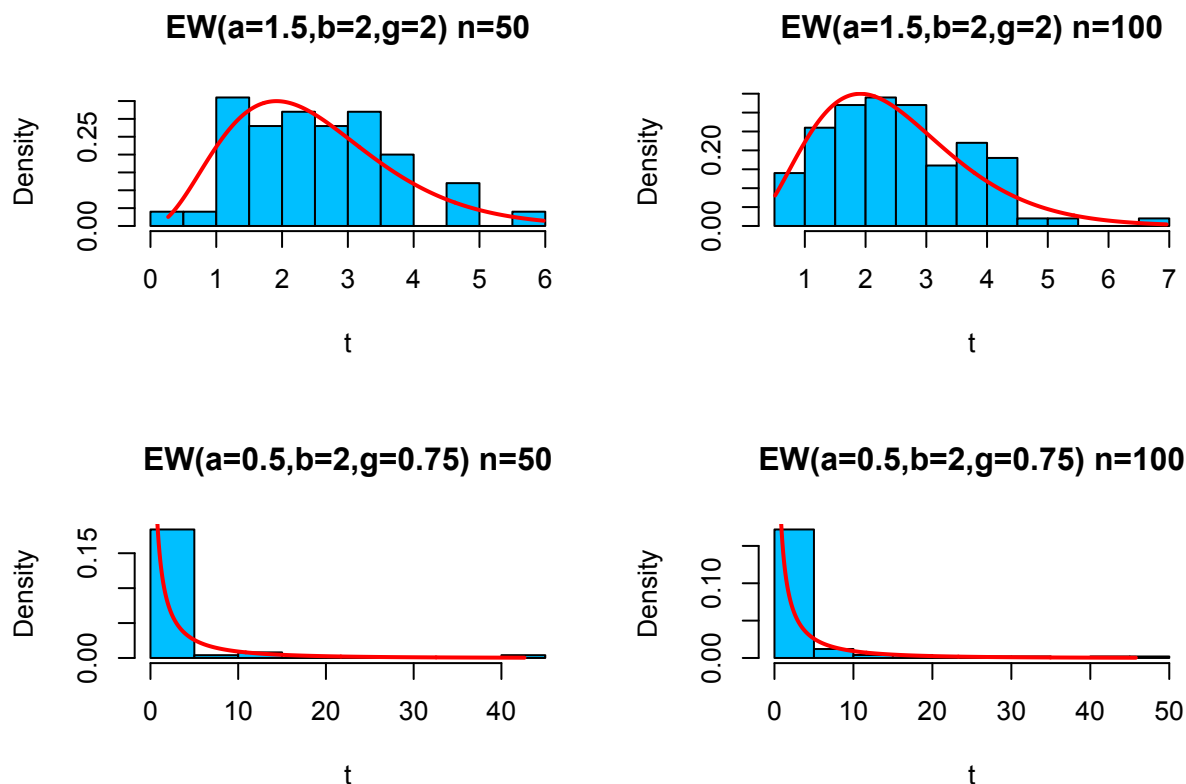 EW(a=1.5,b=2,g=2) n=50
Density
0.00
0.25
0 1 2 3 4 5 6
t
EW(a=1.5,b=2,g=2) n=100
Density
0.00
0.20
1 2 3 4 5 6 7
t
EW(a=0.5,b=2,g=0.75) n=50
Density
0.00
0.15
0 10 20 30 40
t
EW(a=0.5,b=2,g=0.75) n=100
Density
0.00
0.10
0 10 20 30 40 50
t